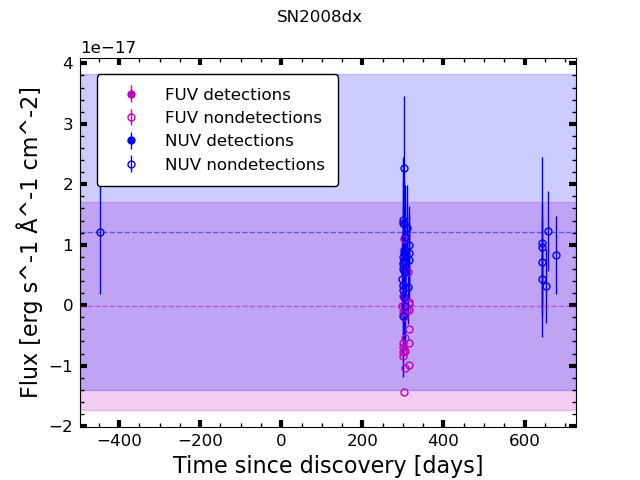 SN2008dx
1e−17
Flux [erg s^-1 Å^-1 cm^-2]
4
3
2
1
0
−1
−2
FUV detections
FUV nondetections
NUV detections
NUV nondetections
−400 −200 0 200 400 600
Time since discovery [days]